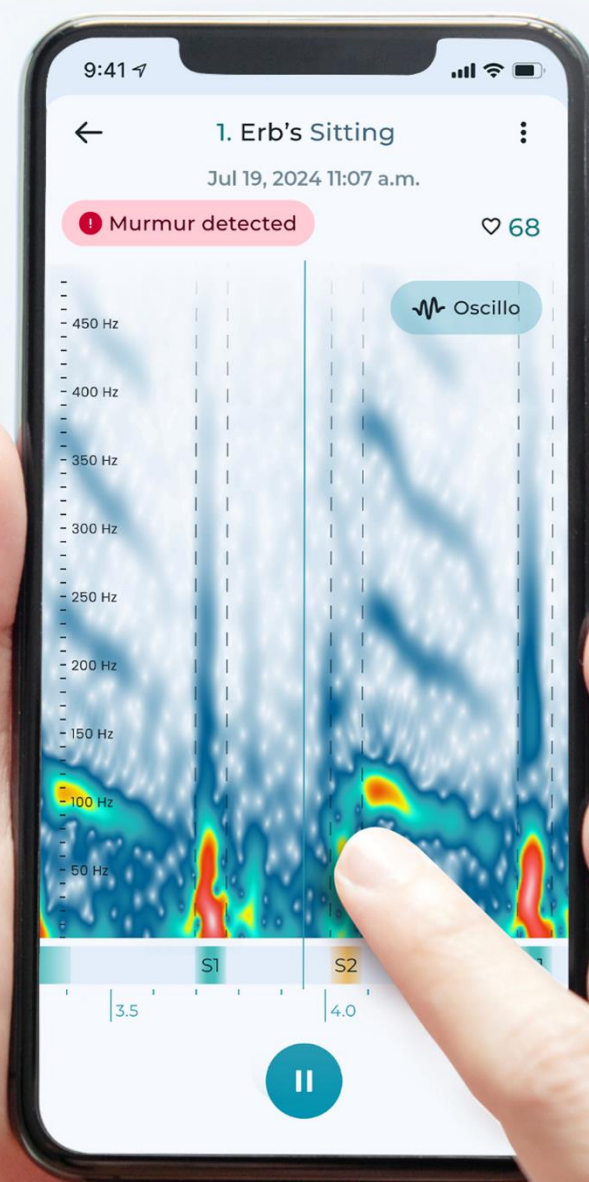 9:41
1. Erb's Sitting
Jul 19, 2024 11:07 a.m.
! Murmur detected
68
Oscillo
450 Hz
400 Hz
350 Hz
300 Hz
250 Hz
200 Hz
150 Hz
100 Hz
50 Hz
S1 S2
3.5 4.0